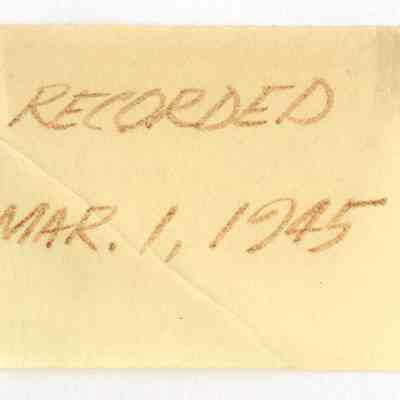 RECORDED
MAR. 1, 1945